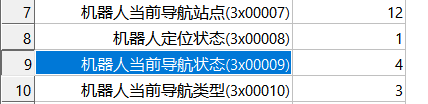 7 机器人当前导航站点(3x00007) 12
8 机器人定位状态(3x00008) 1
9 机器人当前导航状态(3x00009) 4
10 机器人当前导航类型(3x00010) 3